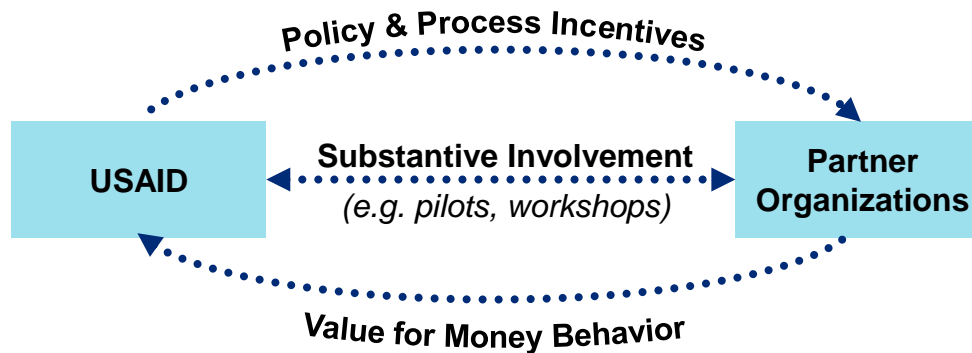 Policy & Process Incentives
USAID
Substantive Involvement
(e.g. pilots, workshops)
Partner
Organizations
Value for Money Behavior